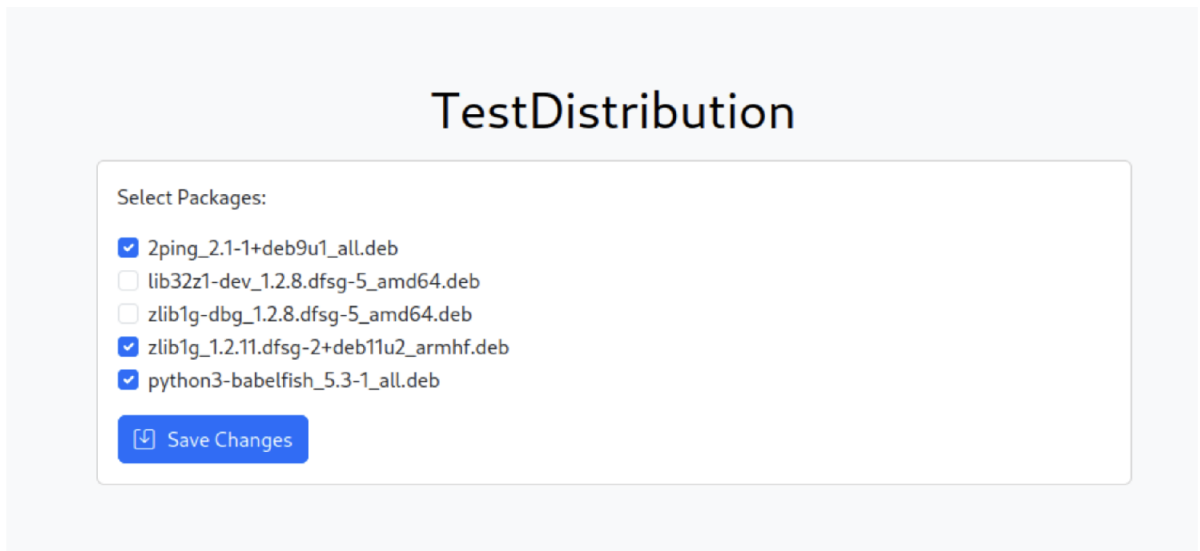 TestDistribution
Select Packages:
2ping_2.1-1+deb9u1_all.deb
lib32z1-dev_1.2.8.dfsg-5_amd64.deb
zlib1g-dbg_1.2.8.dfsg-5_amd64.deb
zlib1g_1.2.11.dfsg-2+deb11u2_armhf.deb
python3-babelfish_5.3-1_all.deb
Save Changes